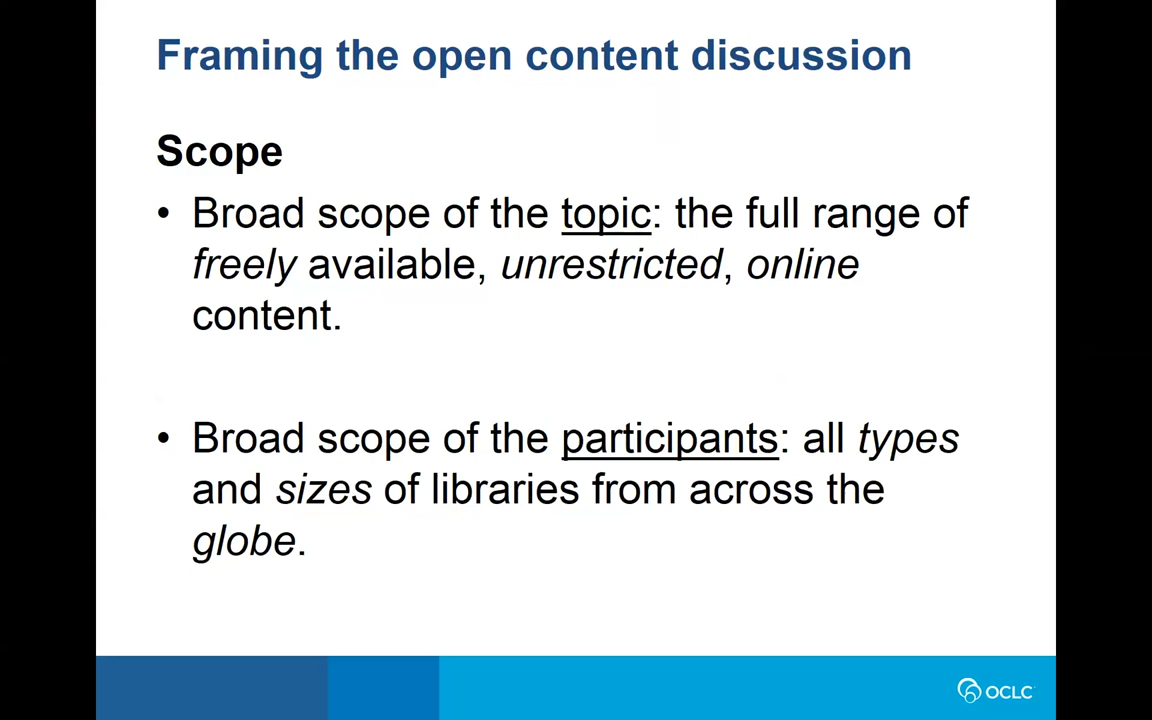 Framing the open content discussion
Scope
• Broad scope of the topic: the full range of
freely available, unrestricted, online
content.
• Broad scope of the participants: all types
and sizes of libraries from across the
globe.
OCLC